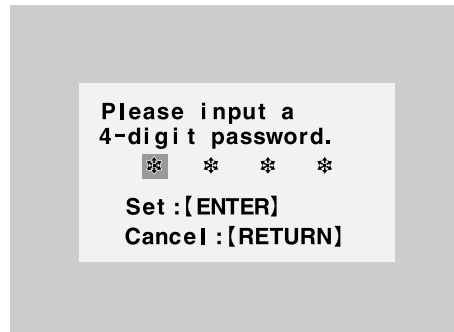 Please input a
4-digit password.
❄ ❄ ❄ ❄
Set :【ENTER】
Cancel :【RETURN】